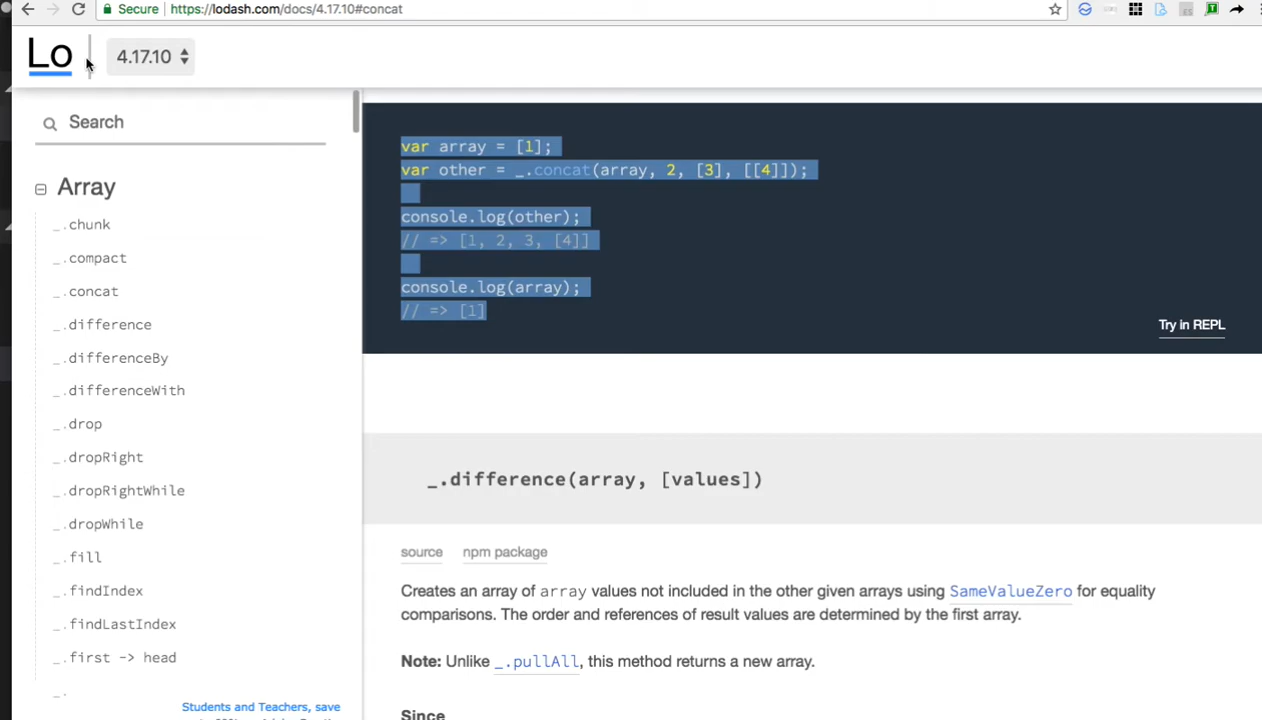 Secure https://lodash.com/docs/4.17.10#concat
Lo
4.17.10
Search
Array
_.chunk
_.compact
_.concat
_.difference
_.differenceBy
_.differenceWith
_.drop
_.dropRight
_.dropRightWhile
_.dropWhile
_.fill
_.findIndex
_.findLastIndex
_.first -> head
_.
Students and Teachers, save
var array = [1];
var other = _.concat(array, 2, [3], [[4]]);
console.log(other);
// => [1, 2, 3, [4]]
console.log(array);
// => [1]
Try in REPL
_.difference(array, [values])
source npm package
Creates an array of array values not included in the other given arrays using SameValueZero for equality
comparisons. The order and references of result values are determined by the first array.
Note: Unlike _.pullAll, this method returns a new array.
Since